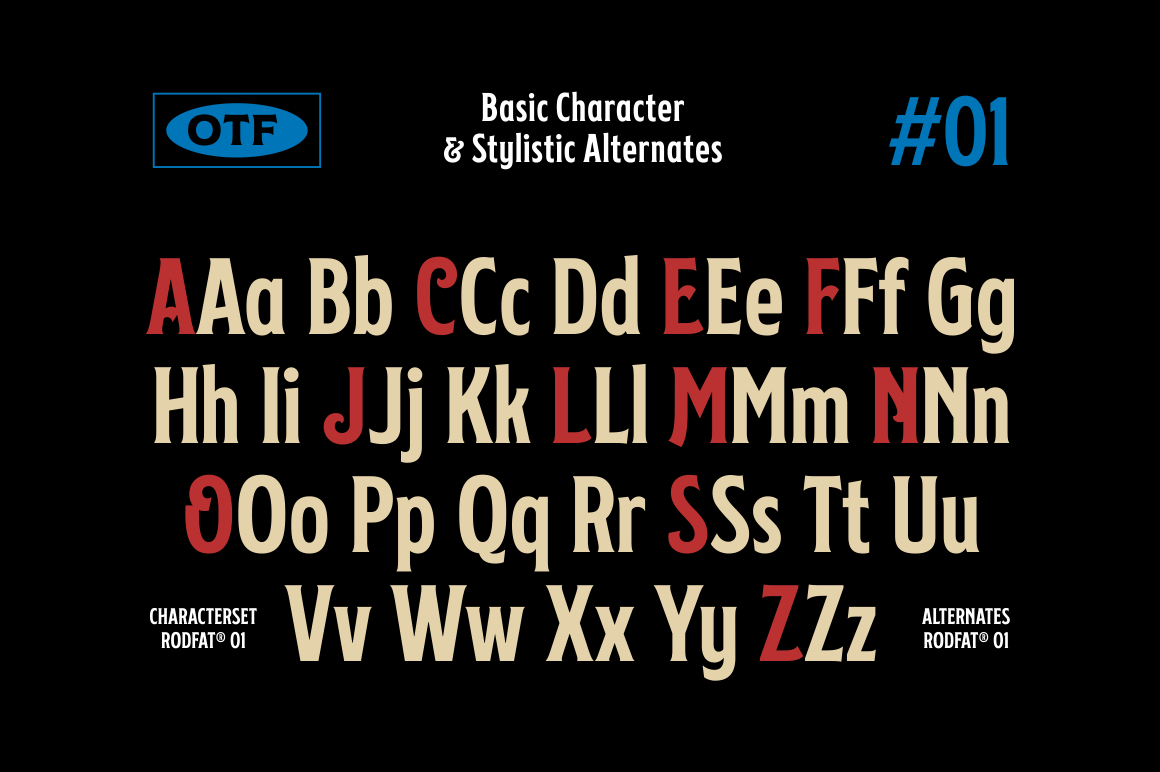 OTF
Basic Character
& Stylistic Alternates
#01
AAa Bb CCc Dd EEe FFf Gg
Hh Ii JJj Kk LLl MMm NNn
OOo Pp Qq Rr SSs Tt Uu
Vv Ww Xx Yy ZZz
CHARACTERSET
RODFAT® 01
ALTERNATES
RODFAT® 01